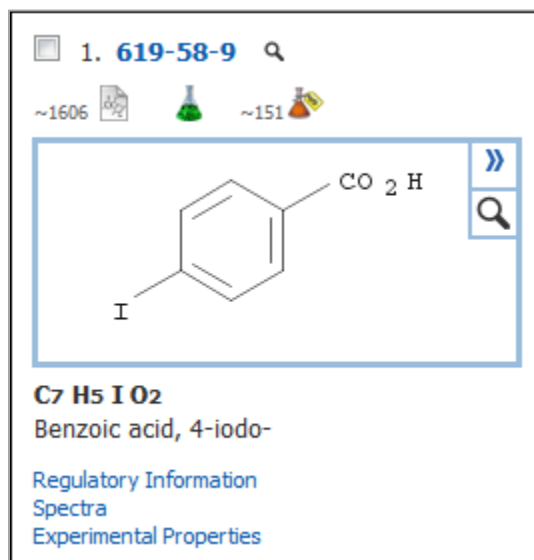 1. 619-58-9
~1606 ~151
»
CO 2 H
I
C7 H5 I O2
Benzoic acid, 4-iodo-
Regulatory Information
Spectra
Experimental Properties